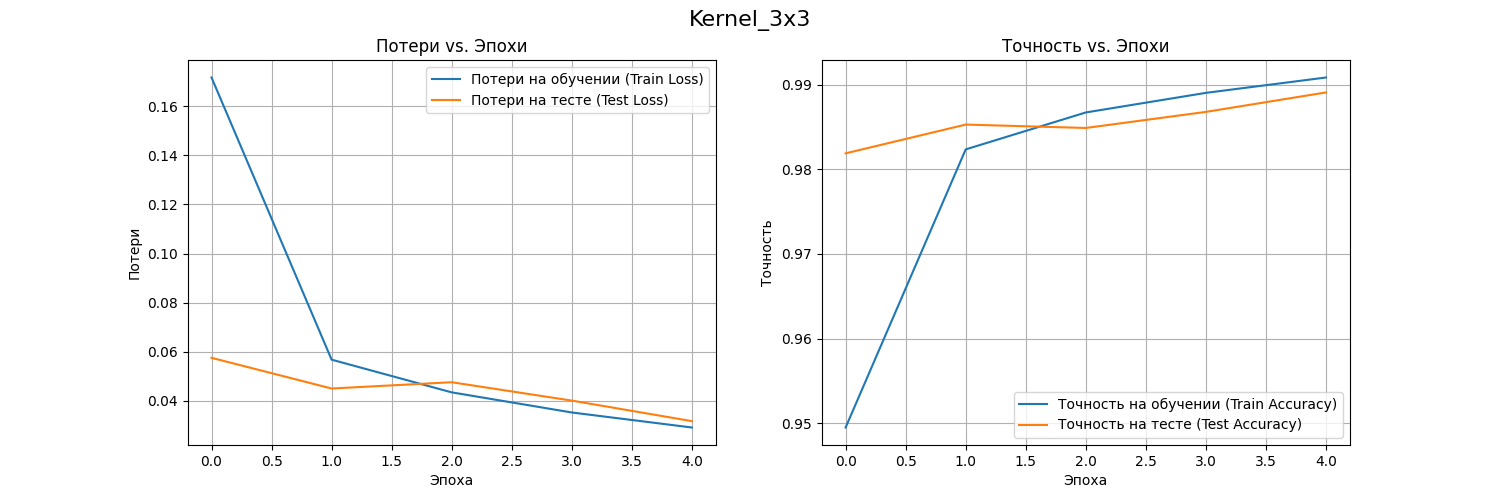 Kernel_3x3
Потери vs. Эпохи
Потери на обучении (Train Loss)
Потери на тесте (Test Loss)
0.16
0.14
0.12
0.10
0.08
0.06
0.04
Потери
0.0 0.5 1.0 1.5 2.0 2.5 3.0 3.5 4.0
Эпоха
Точность vs. Эпохи
0.99
0.98
0.97
0.96
0.95
Точность
Точность на обучении (Train Accuracy)
Точность на тесте (Test Accuracy)
0.0 0.5 1.0 1.5 2.0 2.5 3.0 3.5 4.0
Эпоха